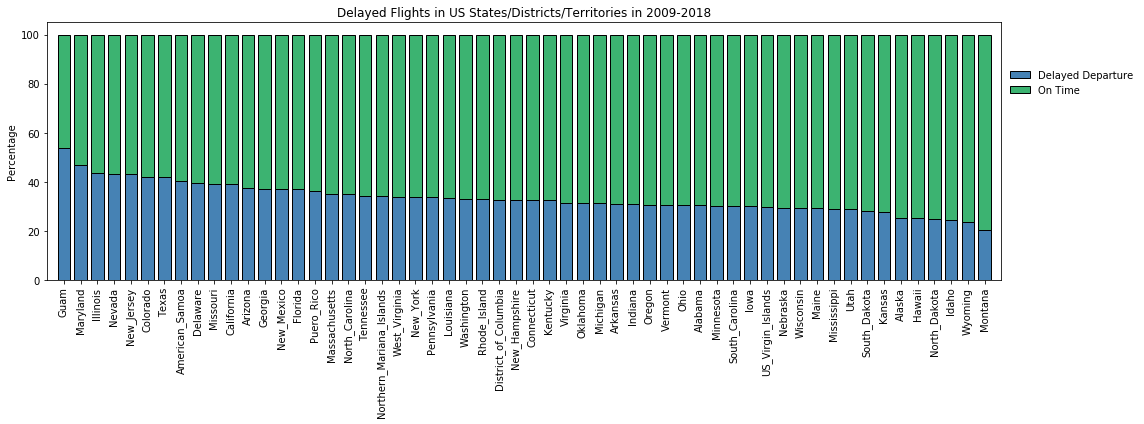 Delayed Flights in US States/Districts/Territories in 2009-2018
Percentage
100
80
60
40
20
0
Delayed Departure
On Time
Guam
Maryland
Illinois
Nevada
New_Jersey
Colorado
Texas
American_Samoa
Delaware
Missouri
California
Arizona
Georgia
New_Mexico
Florida
Puero_Rico
Massachusetts
North_Carolina
Tennessee
Northern_Mariana_Islands
West_Virginia
New_York
Pennsylvania
Louisiana
Washington
Rhode_Island
District_of_Columbia
New_Hampshire
Connecticut
Kentucky
Virginia
Oklahoma
Michigan
Arkansas
Indiana
Oregon
Vermont
Ohio
Alabama
Minnesota
South_Carolina
Iowa
US_Virgin_Islands
Nebraska
Wisconsin
Maine
Mississippi
Utah
South_Dakota
Kansas
Alaska
Hawaii
North_Dakota
Idaho
Wyoming
Montana